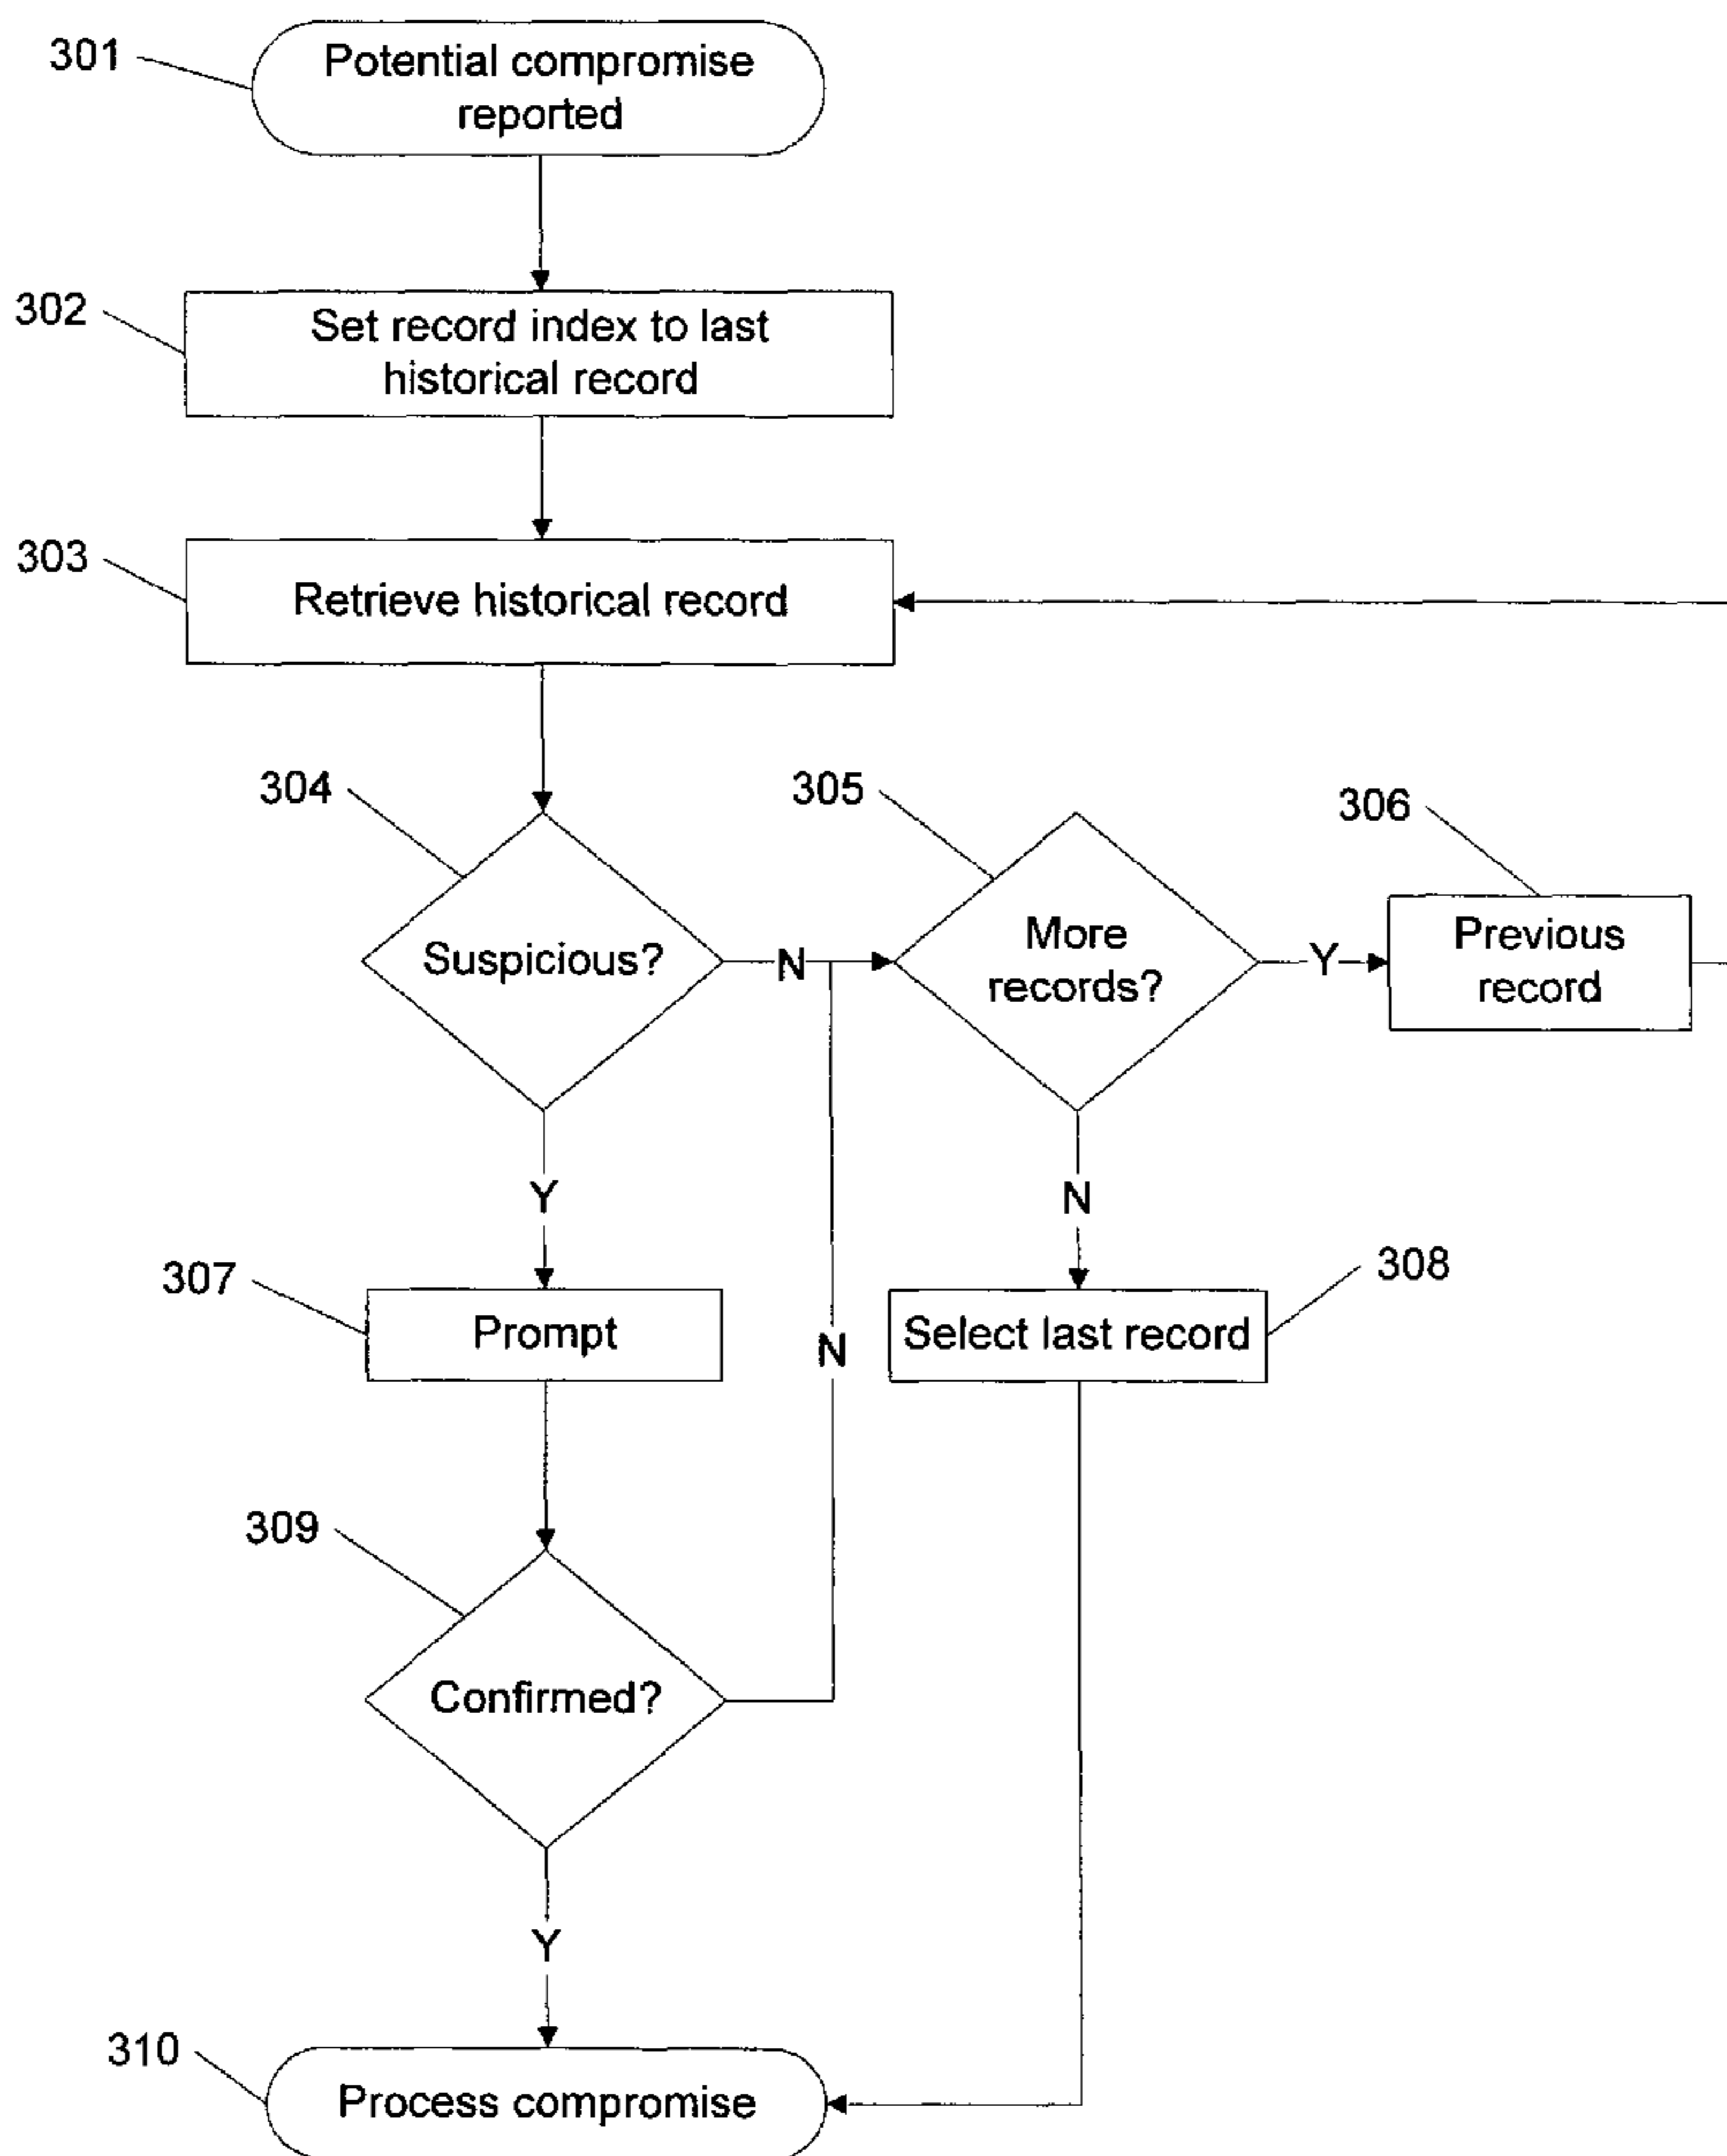 301
Potential compromise
reported
302
Set record index to last
historical record
303
Retrieve historical record
304
305
306
Suspicious?
N
More
records?
Y
Previous
record
Y
N
307
Prompt
N
308
Select last record
309
Confirmed?
Y
310
Process compromise